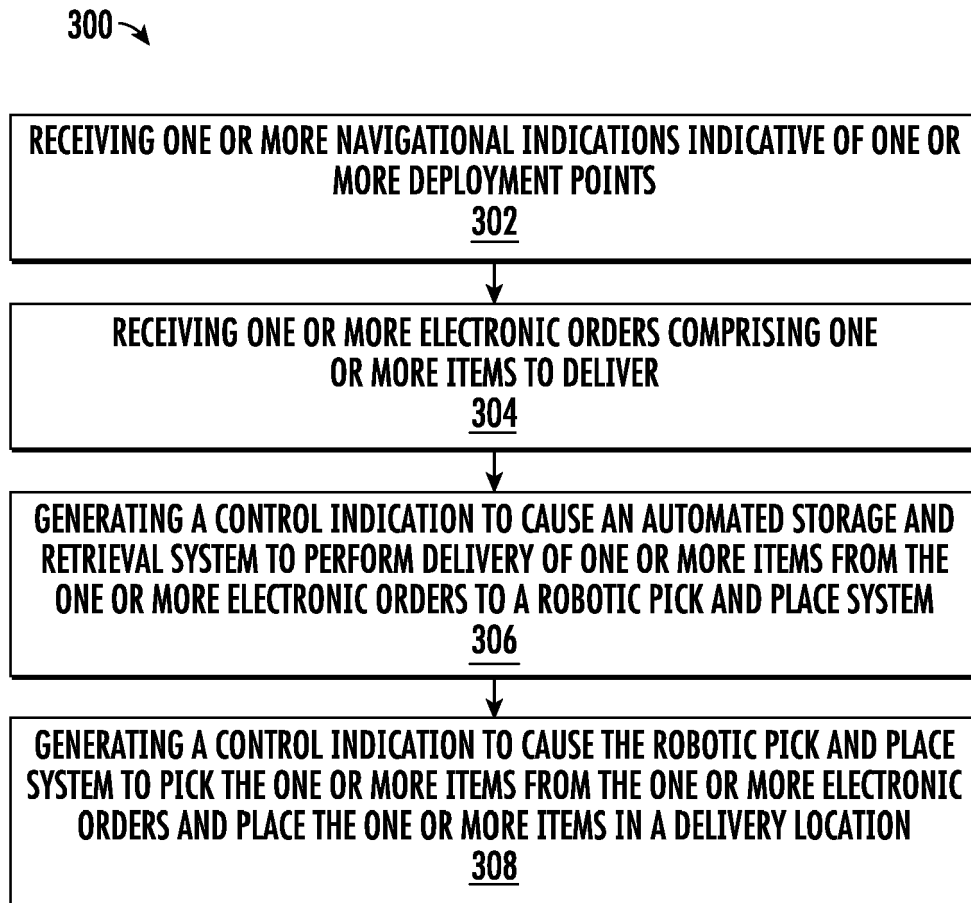 300
RECEIVING ONE OR MORE NAVIGATIONAL INDICATIONS INDICATIVE OF ONE OR
MORE DEPLOYMENT POINTS
302
RECEIVING ONE OR MORE ELECTRONIC ORDERS COMPRISING ONE
OR MORE ITEMS TO DELIVER
304
GENERATING A CONTROL INDICATION TO CAUSE AN AUTOMATED STORAGE AND
RETRIEVAL SYSTEM TO PERFORM DELIVERY OF ONE OR MORE ITEMS FROM THE
ONE OR MORE ELECTRONIC ORDERS TO A ROBOTIC PICK AND PLACE SYSTEM
306
GENERATING A CONTROL INDICATION TO CAUSE THE ROBOTIC PICK AND PLACE
SYSTEM TO PICK THE ONE OR MORE ITEMS FROM THE ONE OR MORE ELECTRONIC
ORDERS AND PLACE THE ONE OR MORE ITEMS IN A DELIVERY LOCATION
308